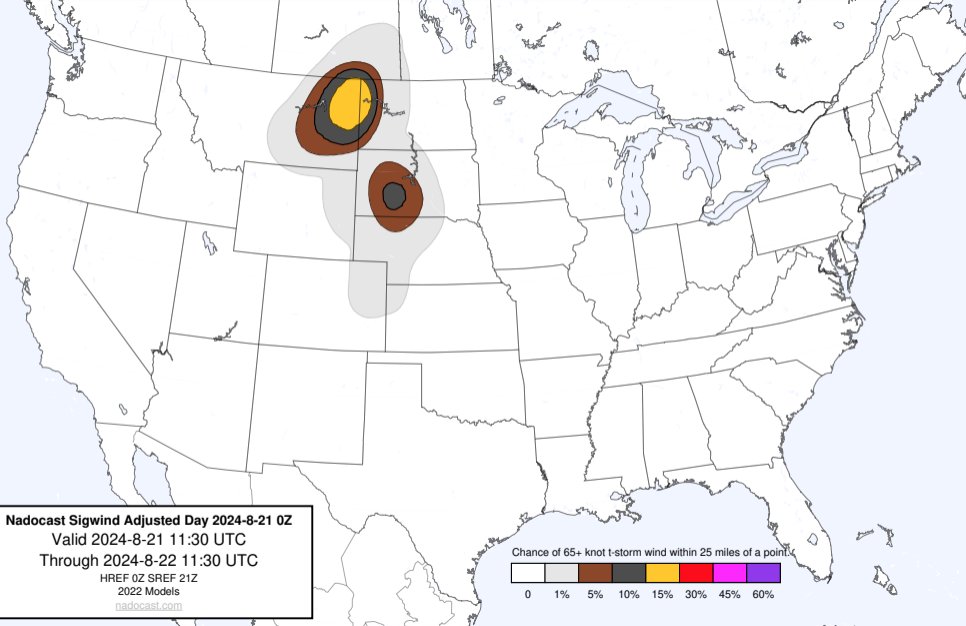 Nadocast Sigwind Adjusted Day 2024-8-21 0Z
Valid 2024-8-21 11:30 UTC
Through 2024-8-22 11:30 UTC
HREF 0Z SREF 21Z
2022 Models
nadocast.com
Chance of 65+ knot t-storm wind within 25 miles of a point.
0 1% 5% 10% 15% 30% 45% 60%